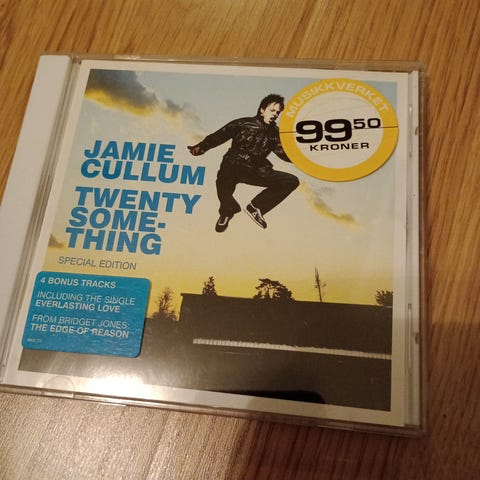 JAMIE
CULLUM
TWENTY
SOME-
THING
SPECIAL EDITION
MUSIKKVERKET
99 50
KRONER
4 BONUS TRACKS
INCLUDING THE SINGLE
EVERLASTING LOVE
FROM BRIDGET JONES:
THE EDGE OF REASON